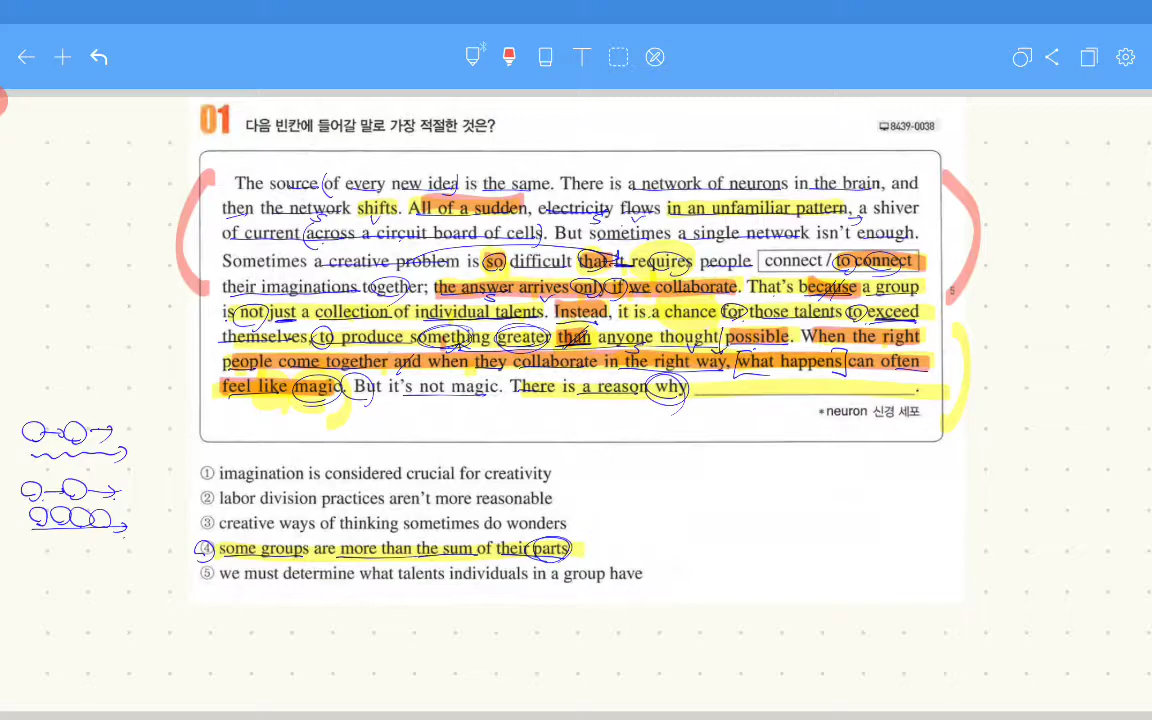 01 다음 빈칸에 들어갈 말로 가장 적절한 것은? 8439-0038
The source of every new idea is the same. There is a network of neurons in the brain, and
then the network shifts. All of a sudden, electricity flows in an unfamiliar pattern, a shiver
of current across a circuit board of cells. But sometimes a single network isn't enough.
Sometimes a creative problem is so difficult that it requires people connect / to connect
their imaginations together; the answer arrives only if we collaborate. That's because a group
is not just a collection of individual talents. Instead, it is a chance for those talents to exceed
themselves, to produce something greater than anyone thought possible. When the right
people come together and when they collaborate in the right way, what happens can often
feel like magic. But it's not magic. There is a reason why ____________.
*neuron 신경 세포
① imagination is considered crucial for creativity
② labor division practices aren't more reasonable
③ creative ways of thinking sometimes do wonders
④ some groups are more than the sum of their parts
⑤ we must determine what talents individuals in a group have